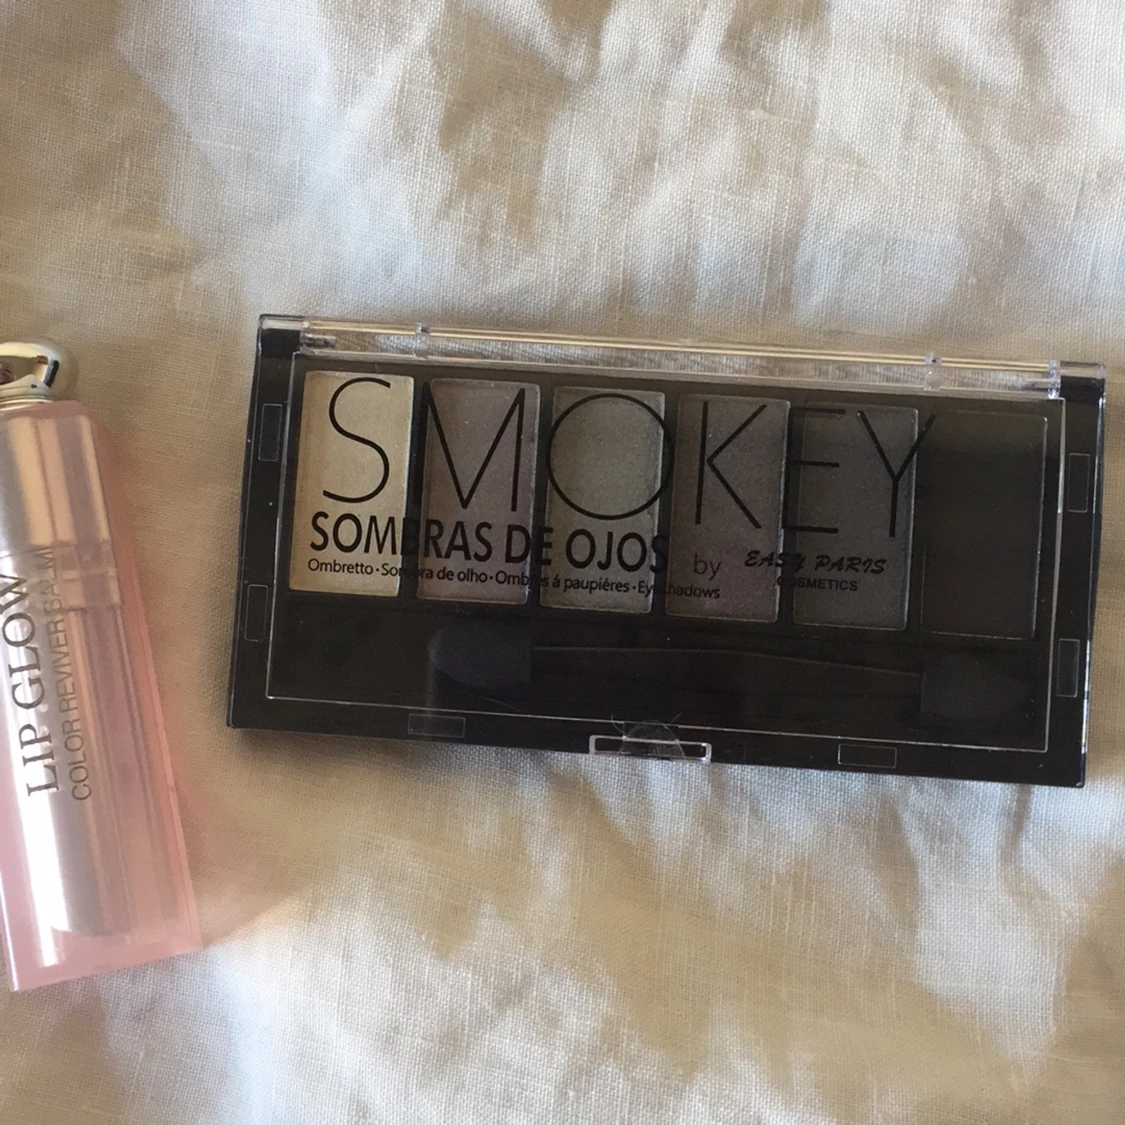 LIP GLOW
COLOR REVIVER BALM
SMOKEY
SOMBRAS DE OJOS
Ombretto · Sombra de olho · Ombres á paupiéres · Eyeshadows
by EASY PARIS
COSMETICS